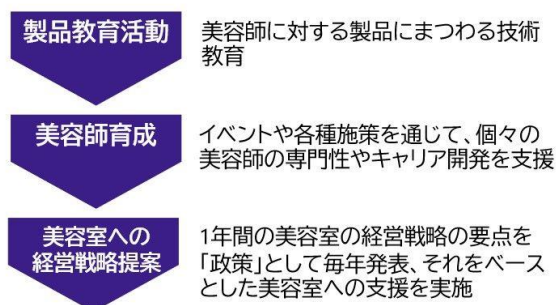 製品教育活動
美容師に対する製品にまつわる技術
教育
美容師育成
イベントや各種施策を通じて、個々の
美容師の専門性やキャリア開発を支援
美容室への
経営戦略提案
1年間の美容室の経営戦略の要点を
「政策」として毎年発表、それをベース
とした美容室への支援を実施